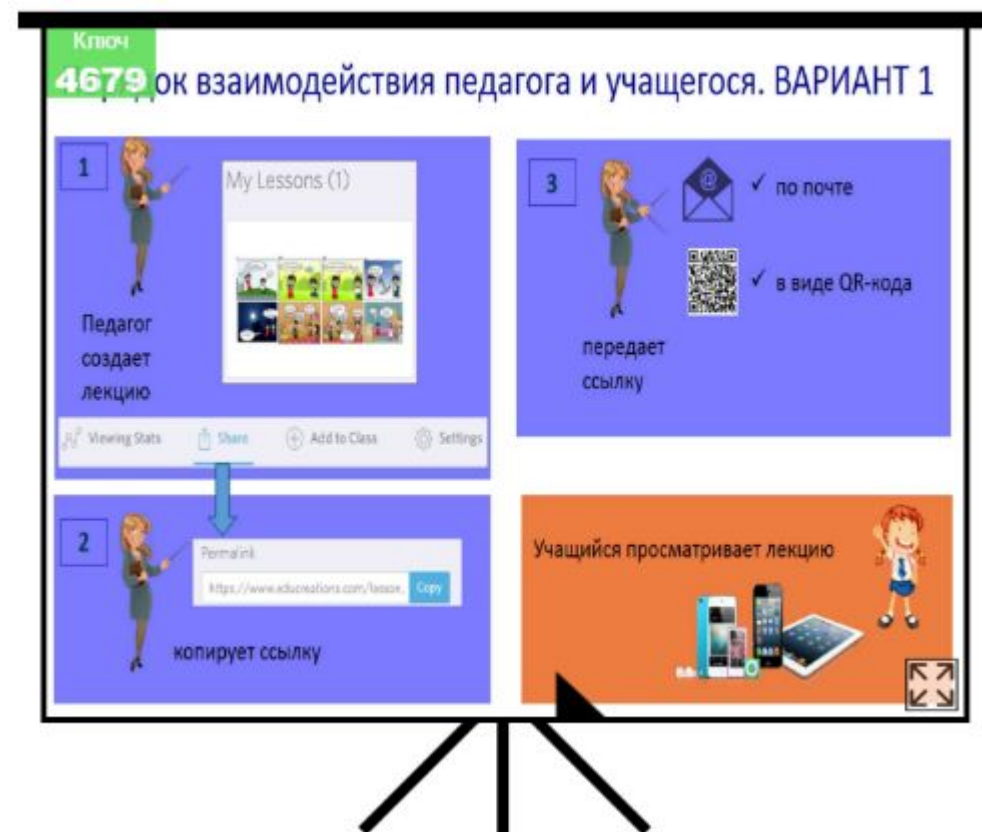 Ключ
4679
ок взаимодействия педагога и учащегося. ВАРИАНТ 1
1
My Lessons (1)
Педагог
создает
лекцию
Viewing Stats
Share
Add to Class
Settings
2
Permalink
https://www.educreations.com/lesson
Copy
копирует ссылку
3
@
✓ по почте
✓ в виде QR-кода
передает
ссылку
Учащийся просматривает лекцию